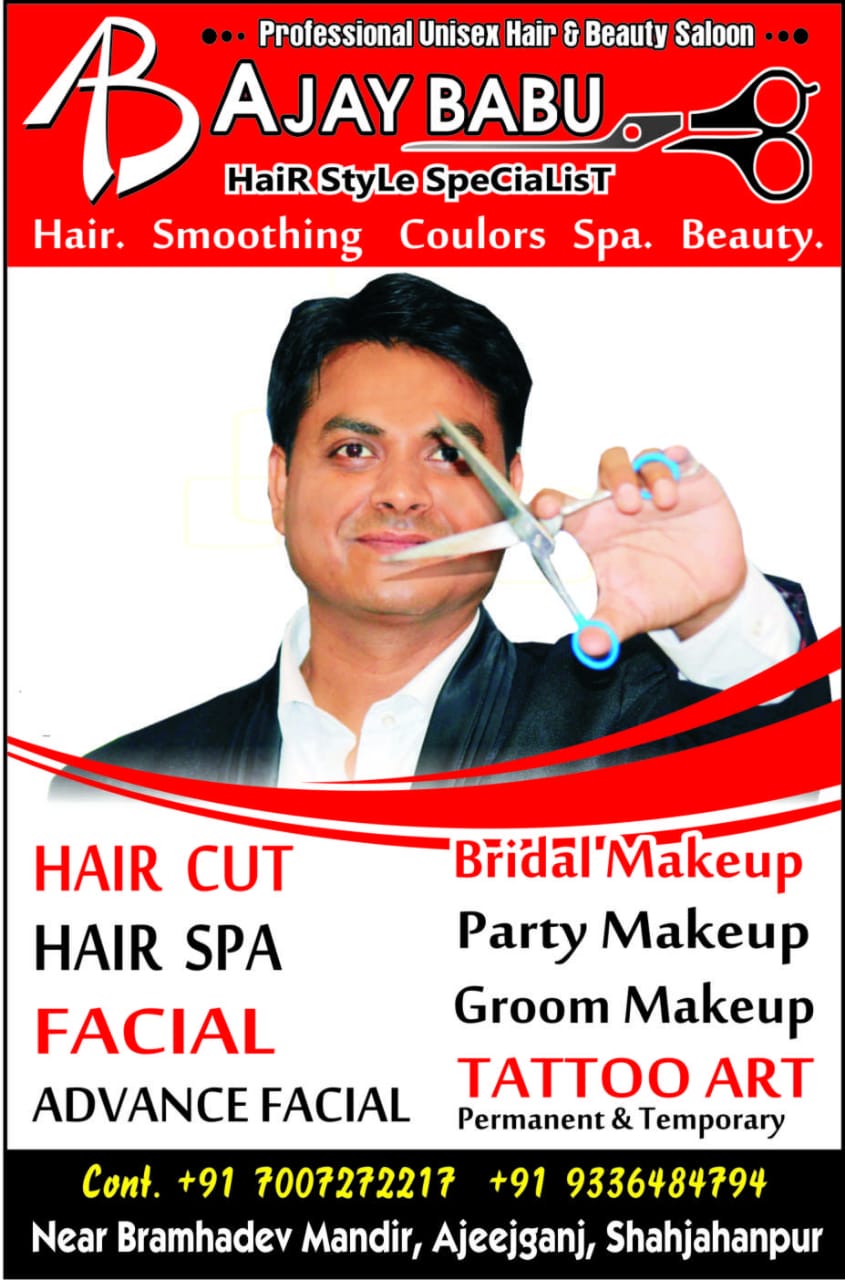 Professional Unisex Hair & Beauty Saloon
AB AJAY BABU
HaiR StyLe SpeCiaLisT
Hair. Smoothing Coulors Spa. Beauty.
HAIR CUT
HAIR SPA
FACIAL
ADVANCE FACIAL
Bridal Makeup
Party Makeup
Groom Makeup
TATTOO ART
Permanent & Temporary
Cont. +91 7007272217 +91 9336484794
Near Bramhadev Mandir, Ajeejganj, Shahjahanpur